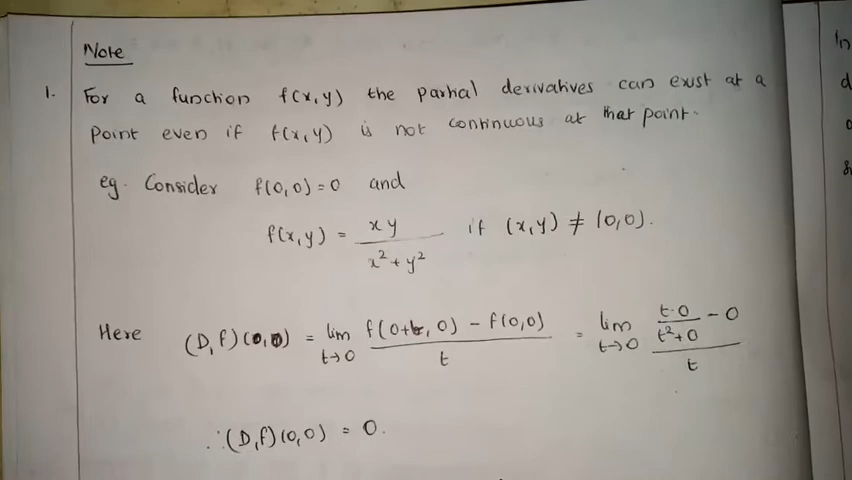 Note
1. For a function f(x,y) the partial derivatives can exist at a
point even if f(x,y) is not continuous at that point.
eg. Consider f(0,0)=0 and
f(x,y) = xy / (x² + y²) if (x,y) ≠ (0,0).
Here (D₁f)(0,0) = lim t→0 (f(0+t,0) - f(0,0)) / t = lim t→0 (t·0 / (t²+0) - 0) / t
∴ (D₁f)(0,0) = 0.
In
d